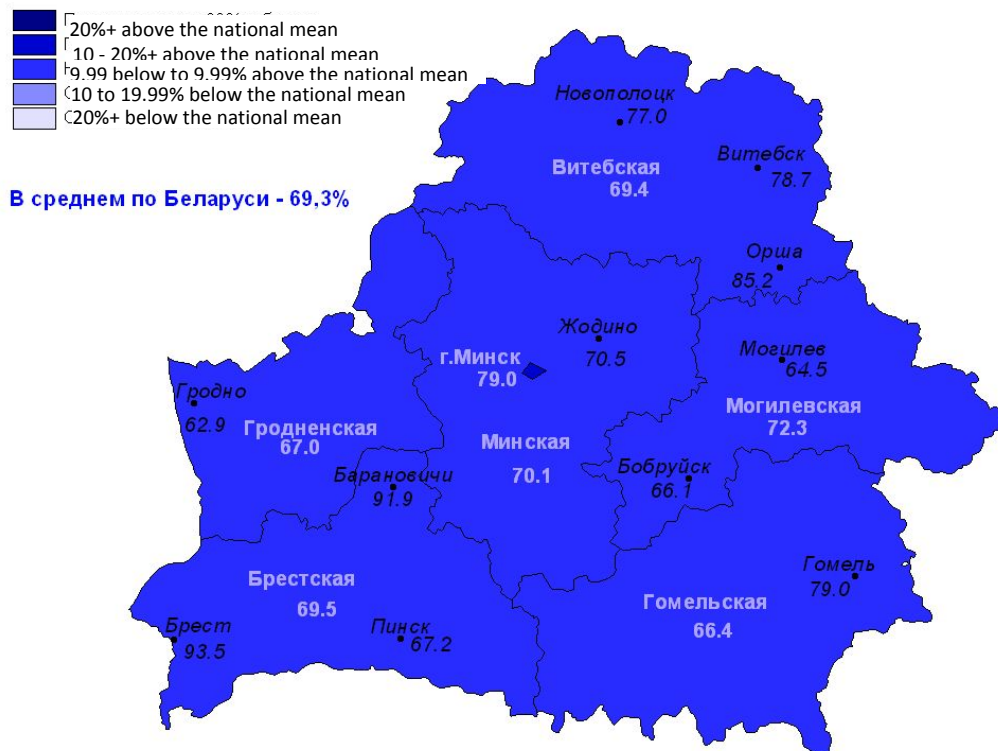 20%+ above the national mean
10 - 20%+ above the national mean
9.99 below to 9.99% above the national mean
10 to 19.99% below the national mean
20%+ below the national mean
В среднем по Беларуси - 69,3%
Новополоцк
77.0
Витебск
78.7
Витебская
69.4
Орша
85.2
Жодино
70.5
г.Минск
79.0
Могилев
64.5
Гродно
62.9
Могилевская
72.3
Гродненская
67.0
Минская
70.1
Барановичи
91.9
Бобруйск
66.1
Брестская
69.5
Гомель
79.0
Гомельская
66.4
Брест
93.5
Пинск
67.2